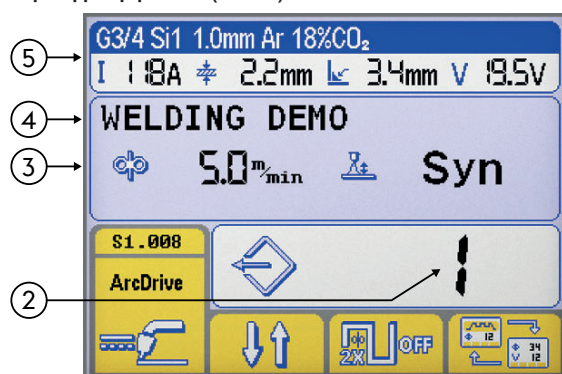 G3/4 Si1 1.0mm Ar 18%CO₂
5
I 118A 2.2mm 3.4mm V 19.5V
4
WELDING DEMO
3
5.0 m/min Syn
S1.008
ArcDrive
2
1
2X OFF
12
34
V 12